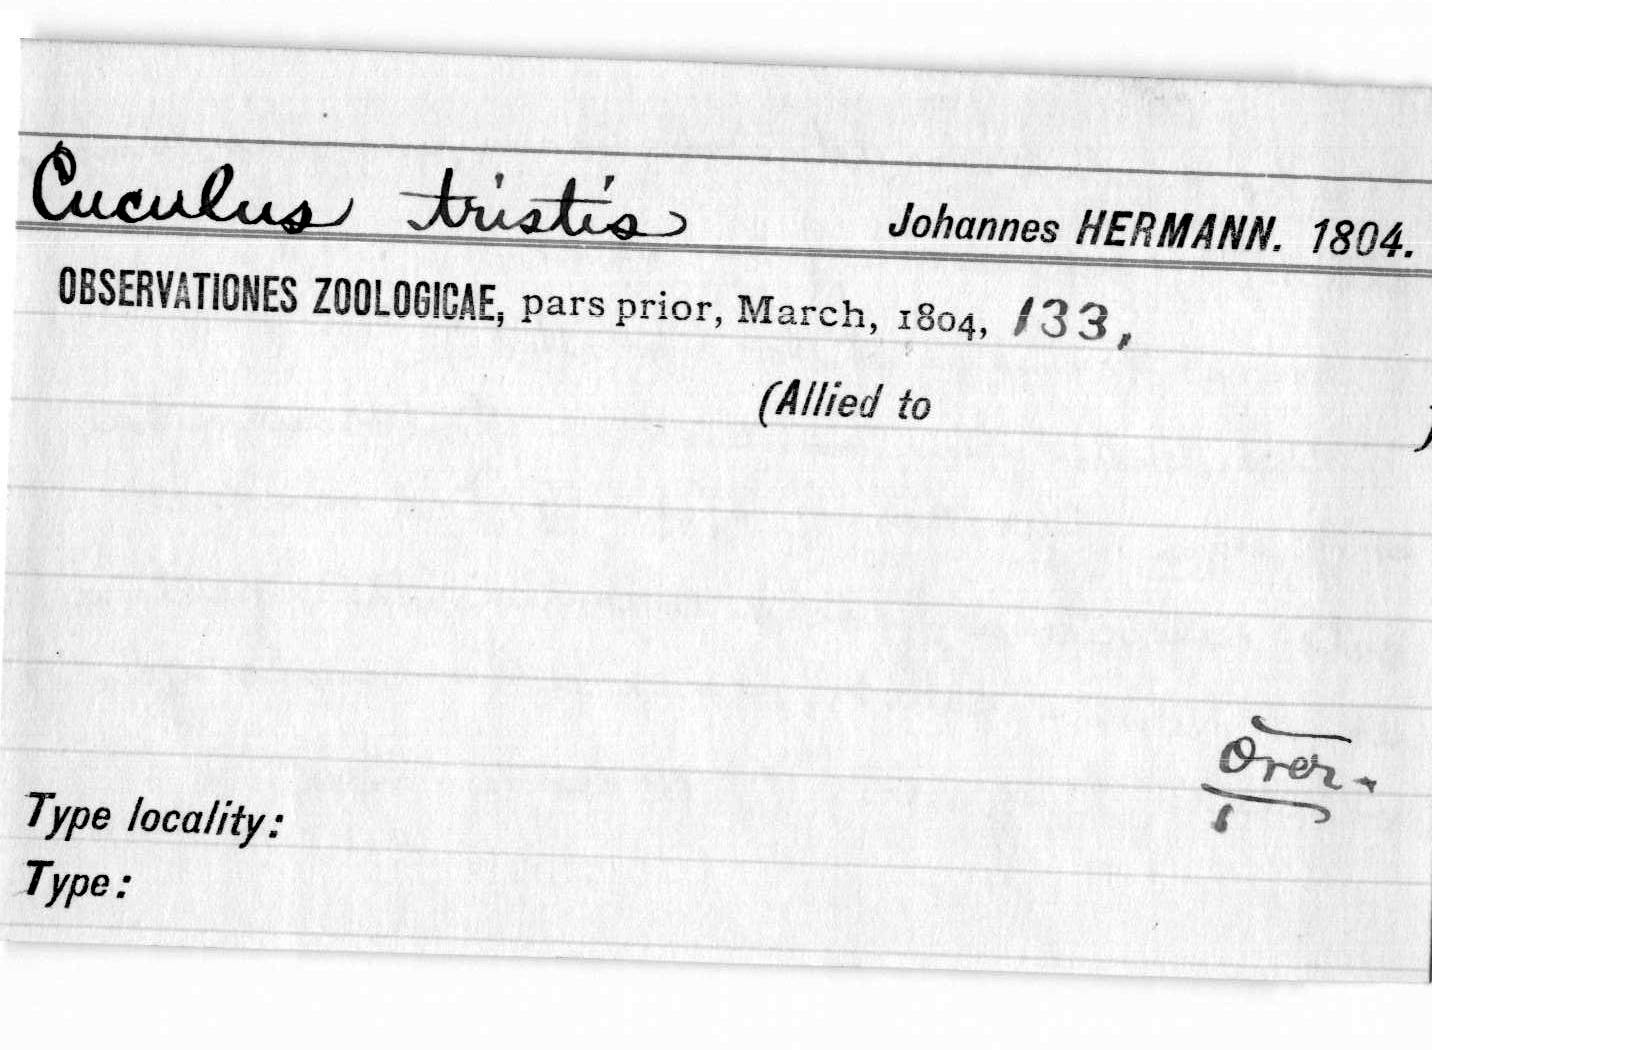 Cuculus tristis Johannes HERMANN. 1804.
OBSERVATIONES ZOOLOGICAE, pars prior, March, 1804, 133,
(Allied to )
Over.
Type locality:
Type: